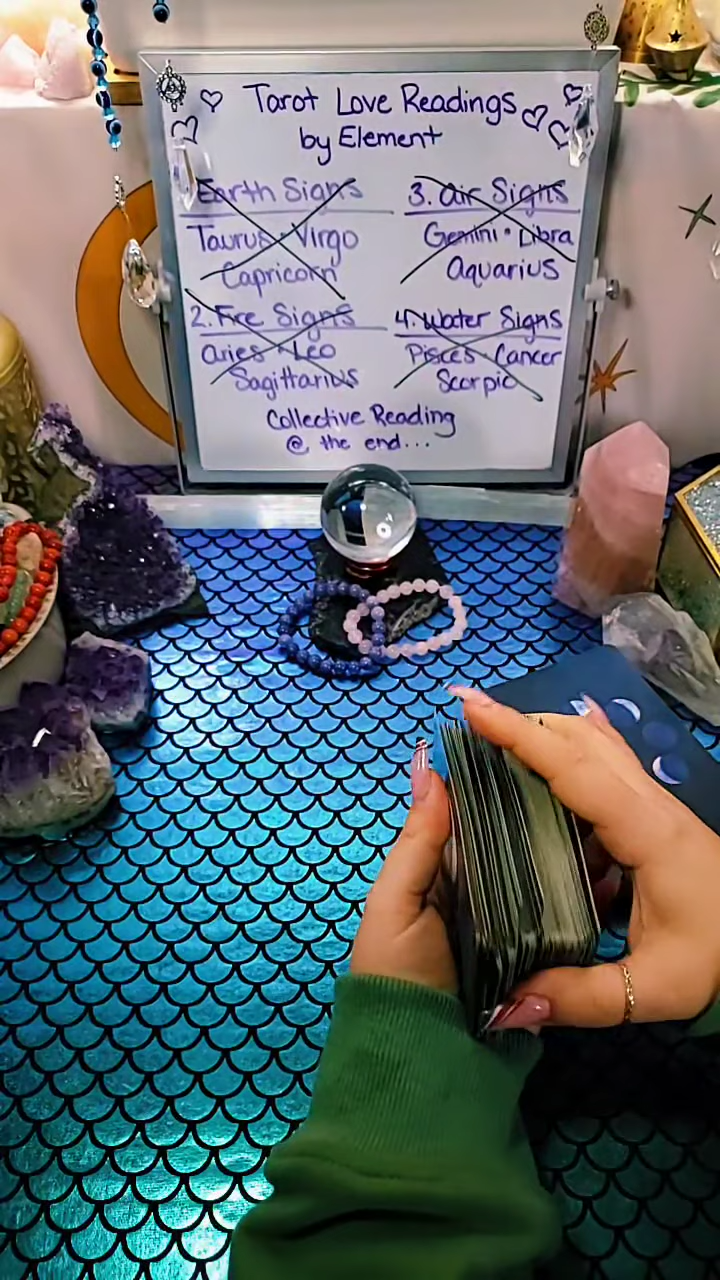 Tarot Love Readings
by Element
Earth Signs
Taurus • Virgo
Capricorn
2. Fire Signs
Aries • Leo
Sagittarius
3. Air Signs
Gemini • Libra
Aquarius
4. Water Signs
Pisces • Cancer
Scorpio
Collective Reading
@ the end...